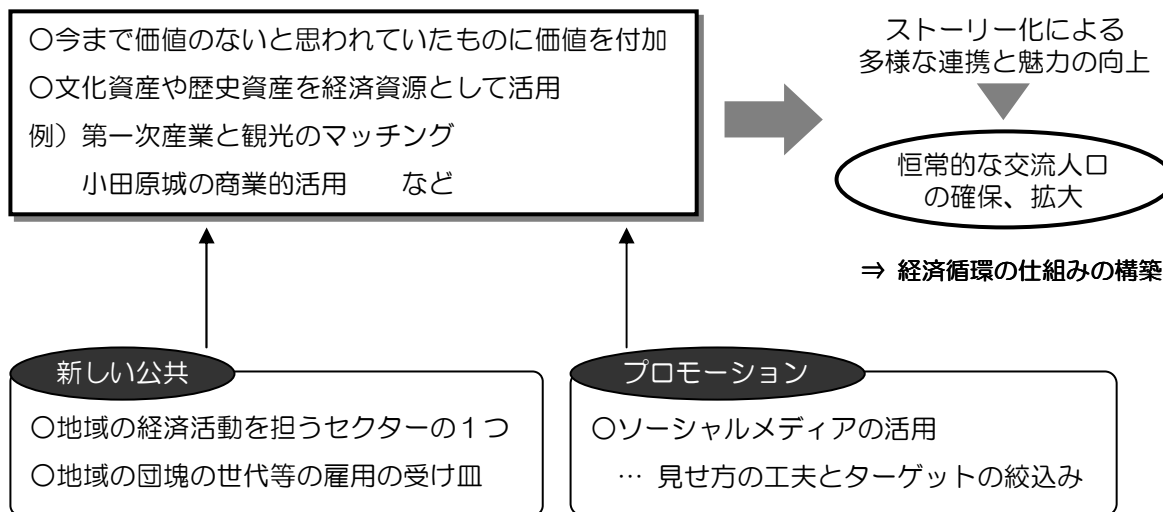 〇今まで価値のないと思われていたものに価値を付加
〇文化資産や歴史資産を経済資源として活用
例）第一次産業と観光のマッチング
小田原城の商業的活用　　など
ストーリー化による
多様な連携と魅力の向上
恒常的な交流人口
の確保、拡大
⇒ 経済循環の仕組みの構築
新しい公共
〇地域の経済活動を担うセクターの１つ
〇地域の団塊の世代等の雇用の受け皿
プロモーション
〇ソーシャルメディアの活用
… 見せ方の工夫とターゲットの絞込み